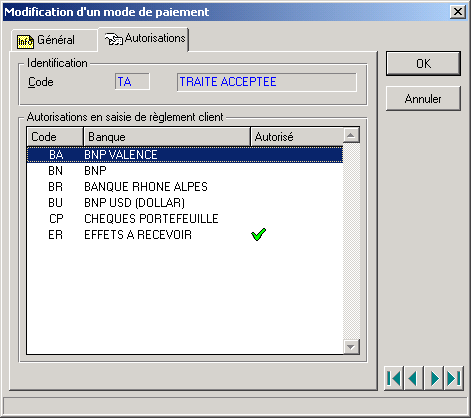 Modification d'un mode de paiement
Info Général Autorisations
Identification
Code TA TRAITE ACCEPTEE
OK
Annuler
Autorisations en saisie de règlement client
Code Banque Autorisé
BA BNP VALENCE
BN BNP
BR BANQUE RHONE ALPES
BU BNP USD (DOLLAR)
CP CHEQUES PORTEFEUILLE
ER EFFETS A RECEVOIR